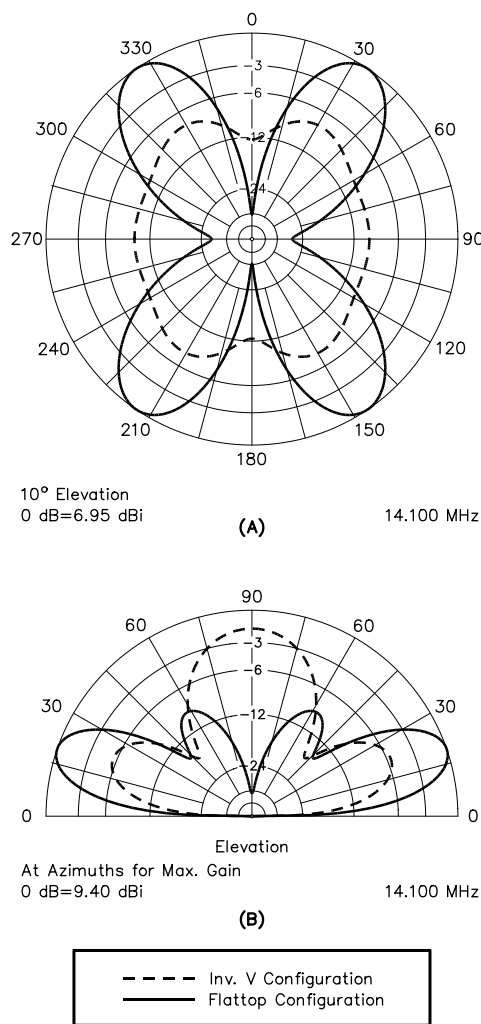 0
330
30
-3
-6
300
60
-12
-24
270
90
240
120
210
150
180
10° Elevation
0 dB=6.95 dBi
(A)
14.100 MHz
90
60
60
-3
-6
30
30
-12
-24
0
0
Elevation
At Azimuths for Max. Gain
0 dB=9.40 dBi
14.100 MHz
(B)
Inv. V Configuration
Flattop Configuration